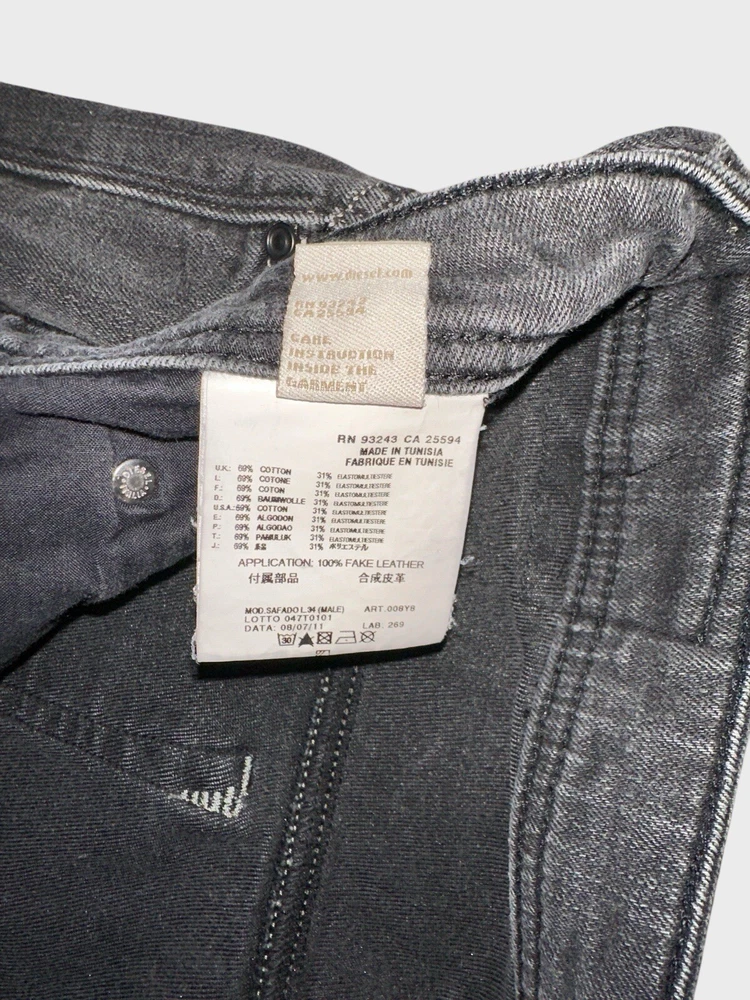 www.diesel.com
RN 93243
CA 25594
CARE
INSTRUCTION
INSIDE THE
GARMENT
RN 93243 CA 25594
MADE IN TUNISIA
FABRIQUE EN TUNISIE
U.K.: 69% COTTON 31% ELASTOMULTIESTERE
I.: 69% COTONE 31% ELASTOMULTIESTERE
F.: 69% COTON 31% ELASTOMULTIESTERE
D.: 69% BAUMWOLLE 31% ELASTOMULTIESTERE
U.S.A.: 69% COTTON 31% ELASTOMULTIESTERE
E.: 69% ALGODON 31% ELASTOMULTIESTERE
P.: 69% ALGODAO 31% ELASTOMULTIESTERE
T.: 69% PAMULUK 31% ELASTOMULTIESTERE
J.: 69% 31% ポリエステル
APPLICATION: 100% FAKE LEATHER
付属部品 合成皮革
MOD.SAFADO L.34 (MALE) ART.008Y8
LOTTO 047T0101
DATA: 08/07/11 LAB. 269
30
DIESEL